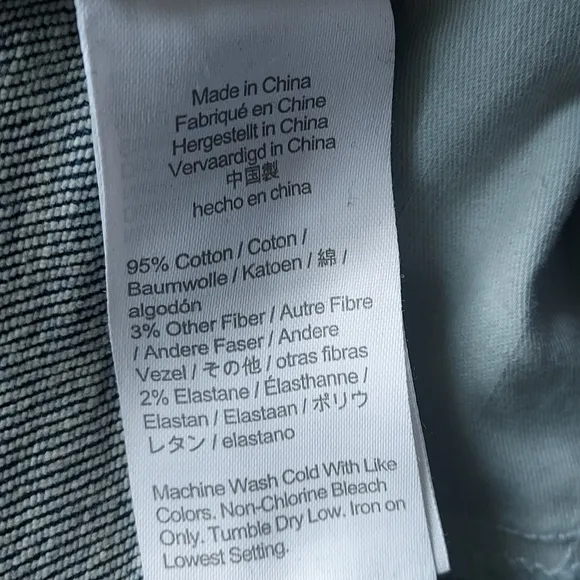 Made in China
Fabriqué en Chine
Hergestellt in China
Vervaardigd in China
中国製
hecho en china
95% Cotton / Coton /
Baumwolle / Katoen / 綿 /
algodón
3% Other Fiber / Autre Fibre
/ Andere Faser / Andere
Vezel / その他 / otras fibras
2% Elastane / Élasthanne /
Elastan / Elastaan / ポリウ
レタン / elastano
Machine Wash Cold With Like
Colors. Non-Chlorine Bleach
Only. Tumble Dry Low. Iron on
Lowest Setting.